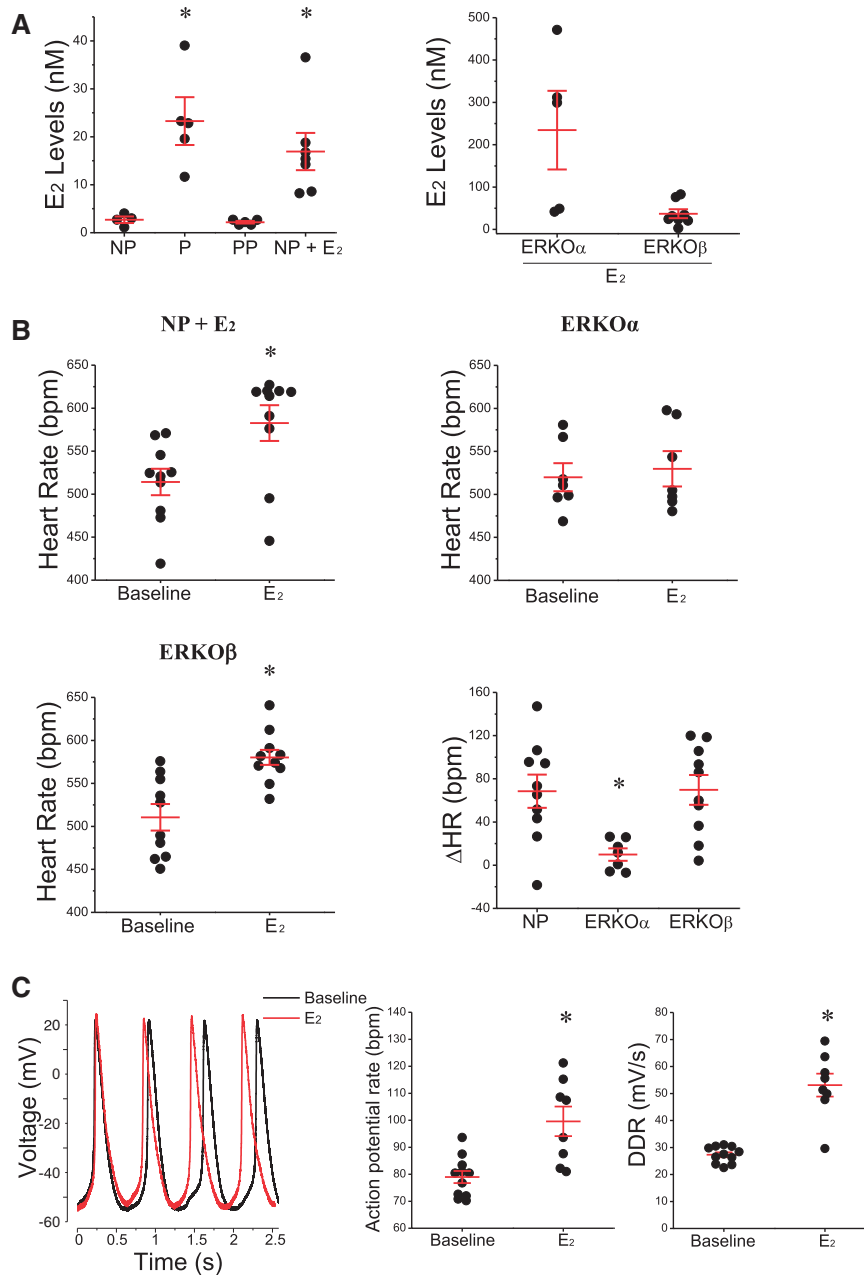 A
E2 Levels (nM)
40
30
20
10
0
*
*
NP P PP NP + E2
E2 Levels (nM)
500
400
300
200
100
50
0
ERKOα ERKOβ
E2
B
NP + E2
Heart Rate (bpm)
650
600
550
500
450
400
*
Baseline E2
ERKOα
Heart Rate (bpm)
650
600
550
500
450
400
Baseline E2
ERKOβ
Heart Rate (bpm)
650
600
550
500
450
400
*
Baseline E2
ΔHR (bpm)
160
120
80
40
0
-40
*
NP ERKOα ERKOβ
C
Voltage (mV)
20
0
-20
-40
-60
Baseline
E2
0 0.5 1 1.5 2 2.5
Time (s)
Action potential rate (bpm)
140
130
120
110
100
90
80
70
60
*
Baseline E2
DDR (mV/s)
80
70
60
50
40
30
20
10
0
*
Baseline E2